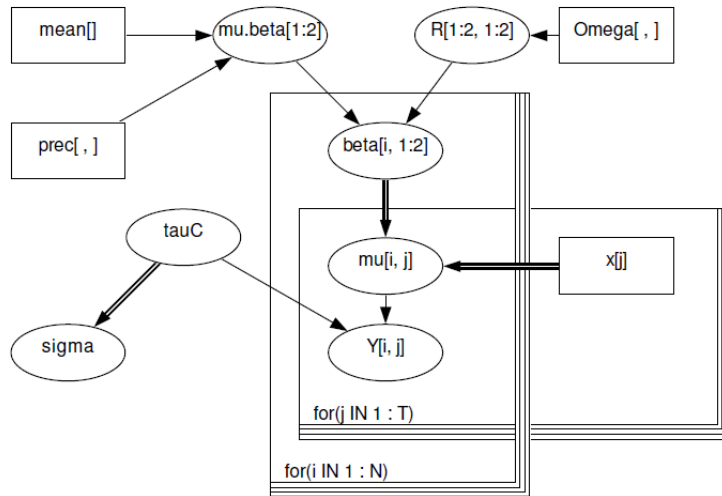 mean[]
mu.beta[1:2]
R[1:2, 1:2]
Omega[ , ]
prec[ , ]
beta[i, 1:2]
tauC
mu[i, j]
x[j]
sigma
Y[i, j]
for(j IN 1 : T)
for(i IN 1 : N)